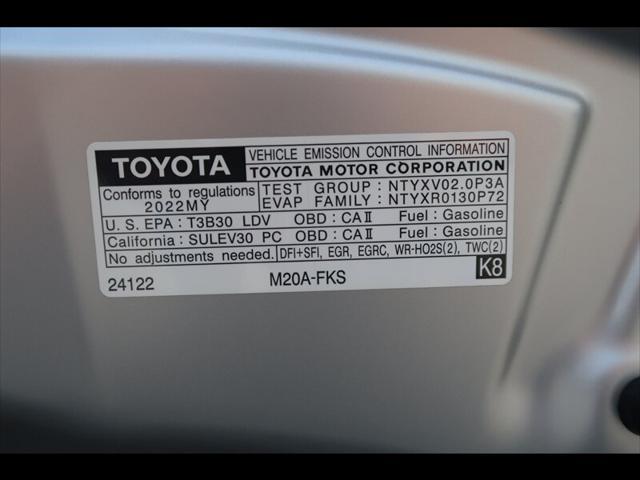 TOYOTA
VEHICLE EMISSION CONTROL INFORMATION
TOYOTA MOTOR CORPORATION
Conforms to regulations
2022MY
TEST GROUP : NTYXV02.0P3A
EVAP FAMILY : NTYXR0130P72
U.S. EPA : T3B30 LDV OBD : CAⅡ Fuel : Gasoline
California : SULEV30 PC OBD : CAⅡ Fuel : Gasoline
No adjustments needed. DFI+SFI, EGR, EGRC, WR-HO2S(2), TWC(2)
24122 M20A-FKS K8